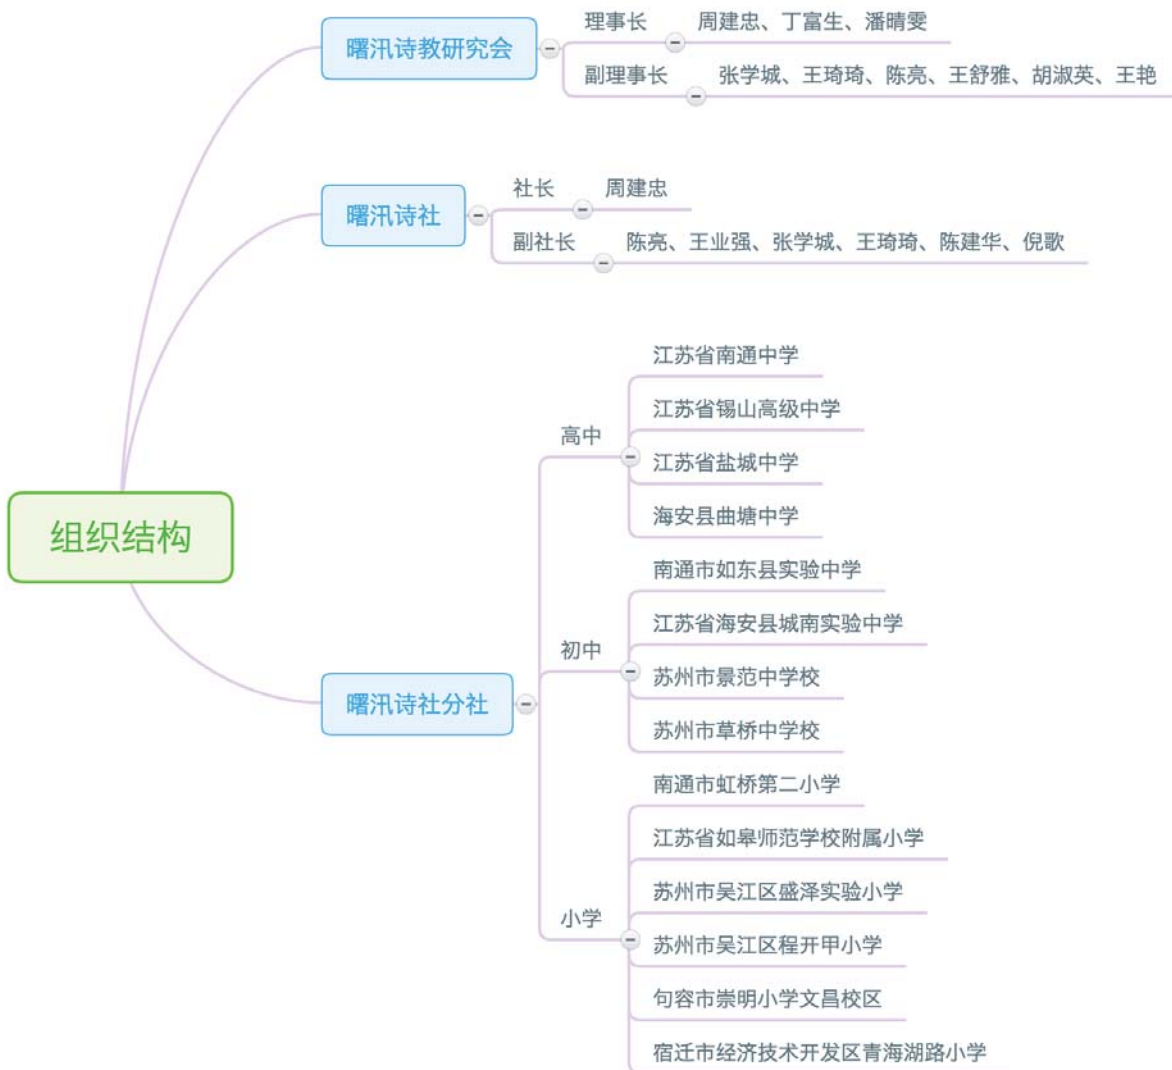 曙汛诗教研究会
理事长
周建忠、丁富生、潘晴雯
副理事长
张学城、王琦琦、陈亮、王舒雅、胡淑英、王艳
曙汛诗社
社长
周建忠
副社长
陈亮、王业强、张学城、王琦琦、陈建华、倪歌
组织结构
曙汛诗社分社
高中
江苏省南通中学
江苏省锡山高级中学
江苏省盐城中学
海安县曲塘中学
初中
南通市如东县实验中学
江苏省海安县城南实验中学
苏州市景范中学校
苏州市草桥中学校
小学
南通市虹桥第二小学
江苏省如皋师范学校附属小学
苏州市吴江区盛泽实验小学
苏州市吴江区程开甲小学
句容市崇明小学文昌校区
宿迁市经济技术开发区青海湖路小学